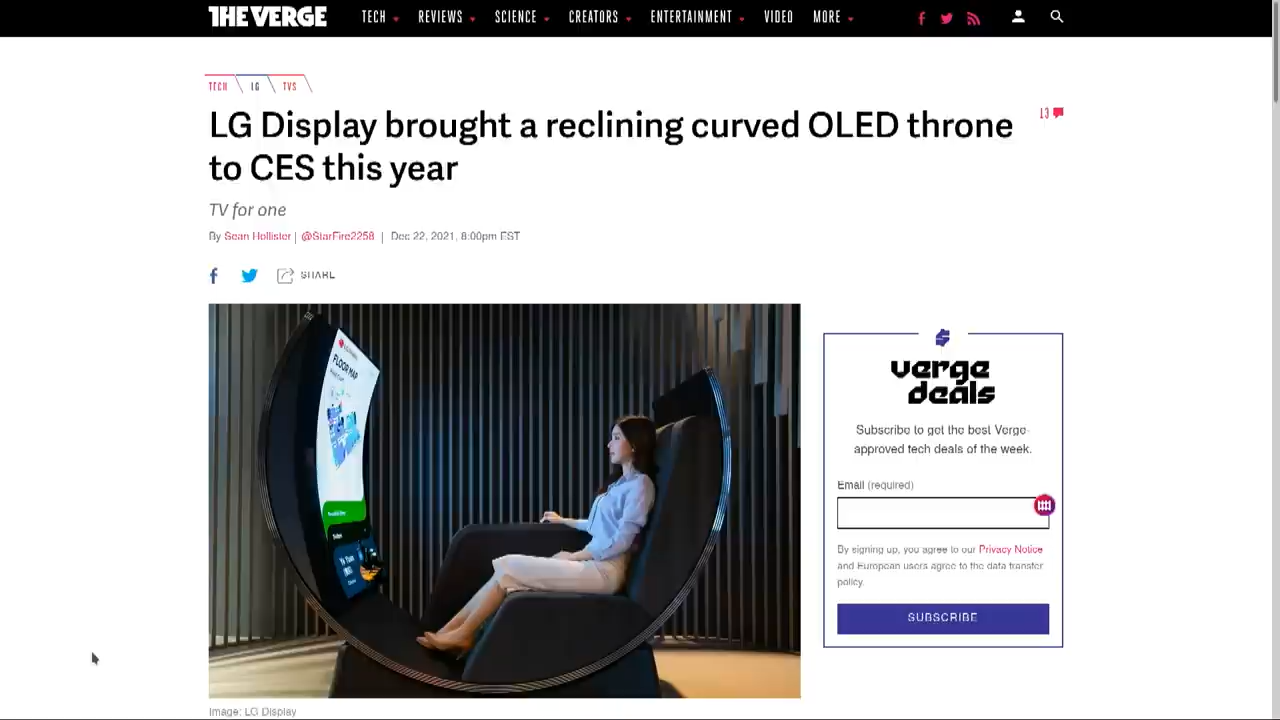 THE VERGE
TECH REVIEWS SCIENCE CREATORS ENTERTAINMENT VIDEO MORE
TECH LG TVS
LG Display brought a reclining curved OLED throne
to CES this year
13
TV for one
By Sean Hollister | @StarFire2258 | Dec 22, 2021, 8:00pm EST
SHARE
FLOOR MAP
verge
deals
Subscribe to get the best Verge-
approved tech deals of the week.
Email (required)
By signing up, you agree to our Privacy Notice
and European users agree to the data transfer
policy.
SUBSCRIBE
Image: LG Display